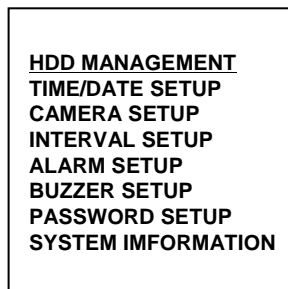 HDD MANAGEMENT
TIME/DATE SETUP
CAMERA SETUP
INTERVAL SETUP
ALARM SETUP
BUZZER SETUP
PASSWORD SETUP
SYSTEM IMFORMATION